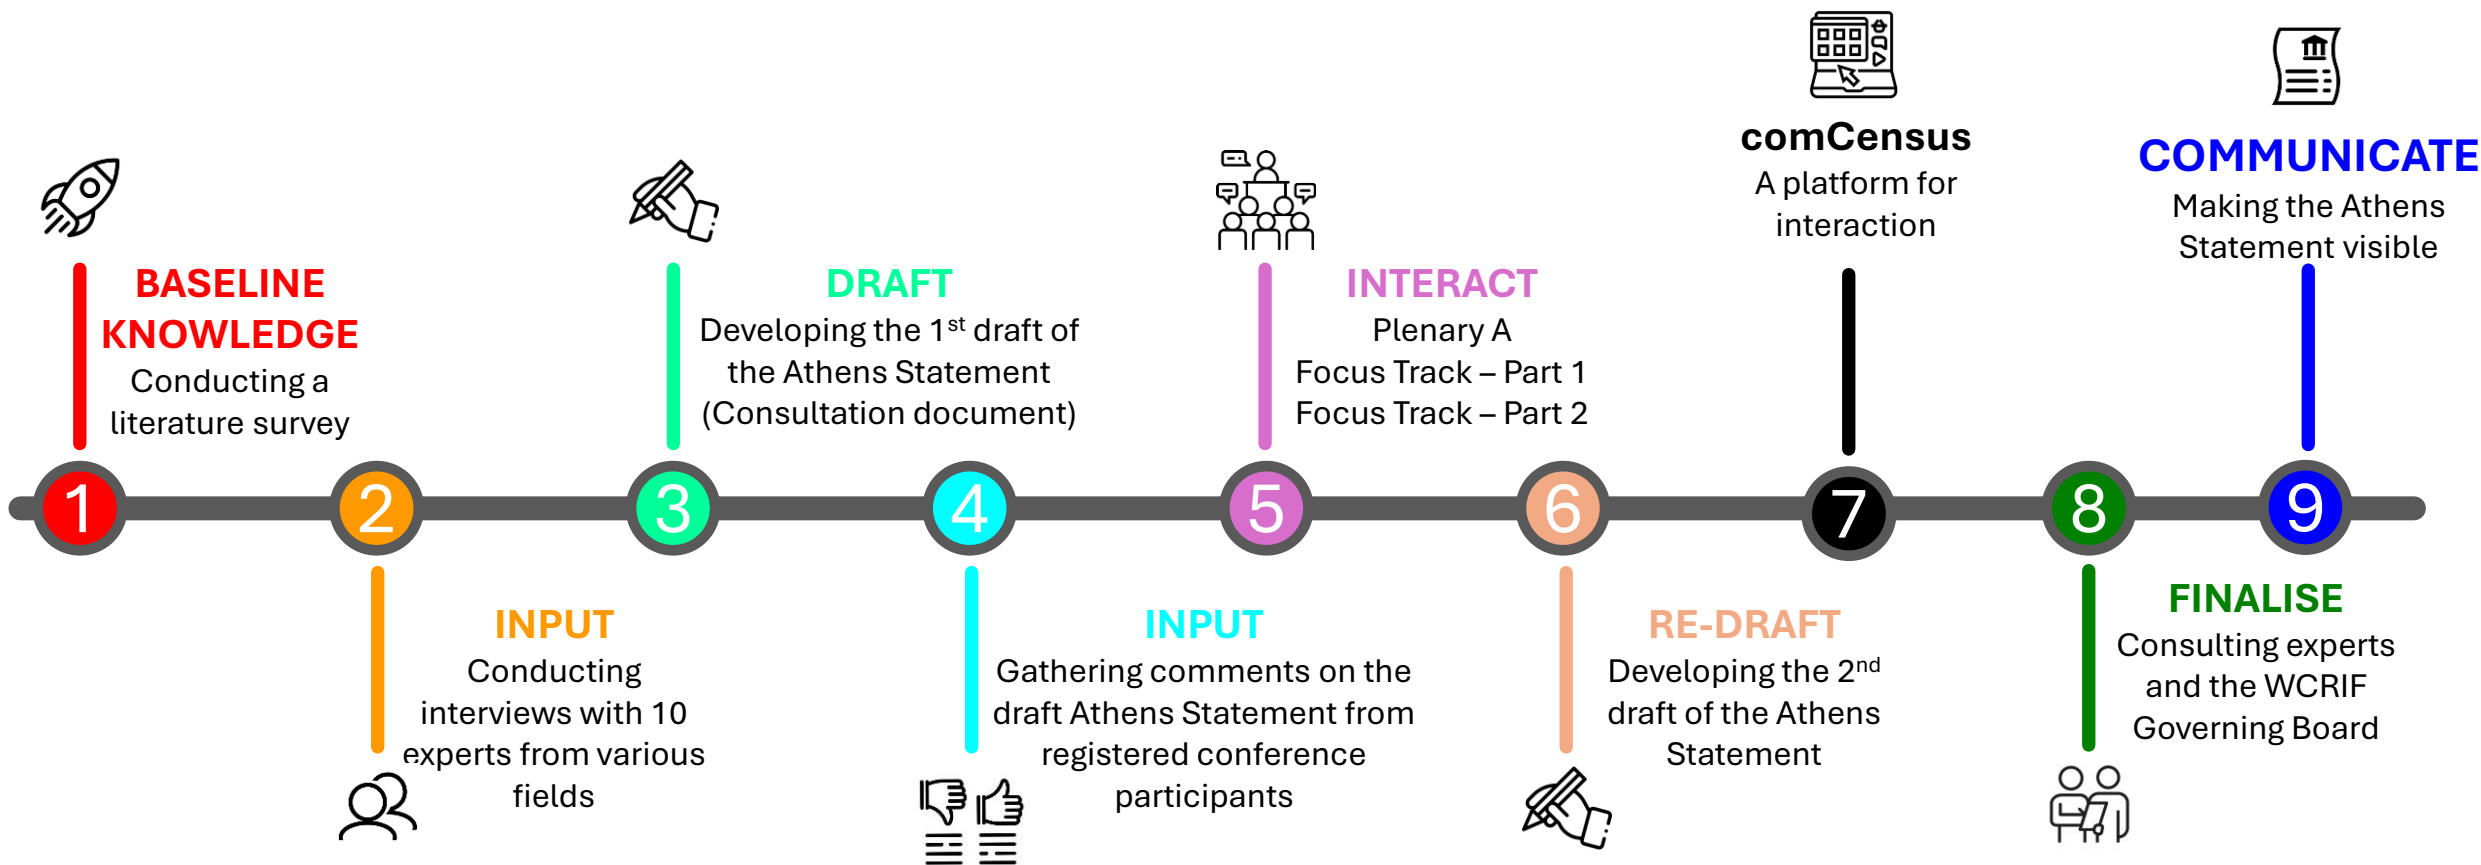 BASELINE
KNOWLEDGE
Conducting a
literature survey
DRAFT
Developing the 1st draft of
the Athens Statement
(Consultation document)
INTERACT
Plenary A
Focus Track – Part 1
Focus Track – Part 2
comCensus
A platform for
interaction
COMMUNICATE
Making the Athens
Statement visible
1
2
3
4
5
6
7
8
9
INPUT
Conducting
interviews with 10
experts from various
fields
INPUT
Gathering comments on the
draft Athens Statement from
registered conference
participants
RE-DRAFT
Developing the 2nd
draft of the Athens
Statement
FINALISE
Consulting experts
and the WCRIF
Governing Board